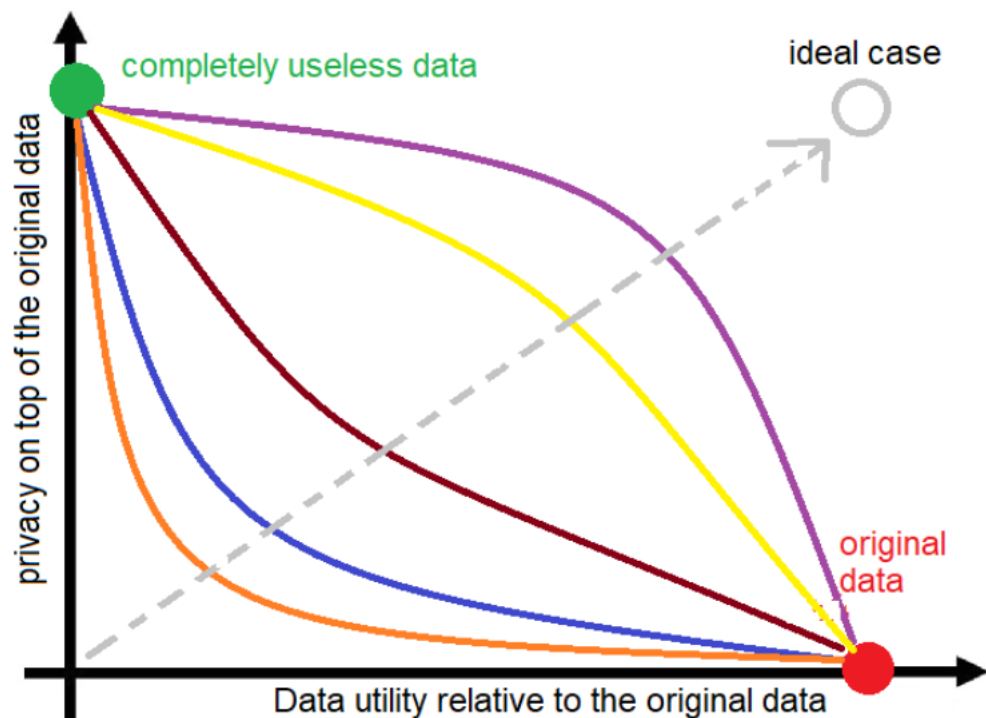 ideal case
completely useless data
privacy on top of the original data
original
data
Data utility relative to the original data